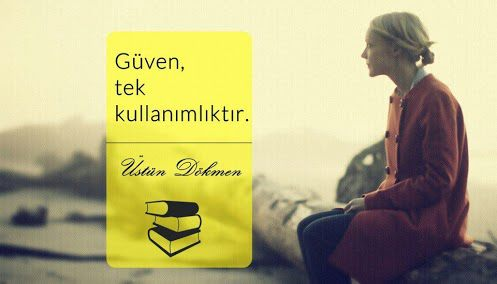 Güven,
tek
kullanımlıktır.
Üstün Dökmen